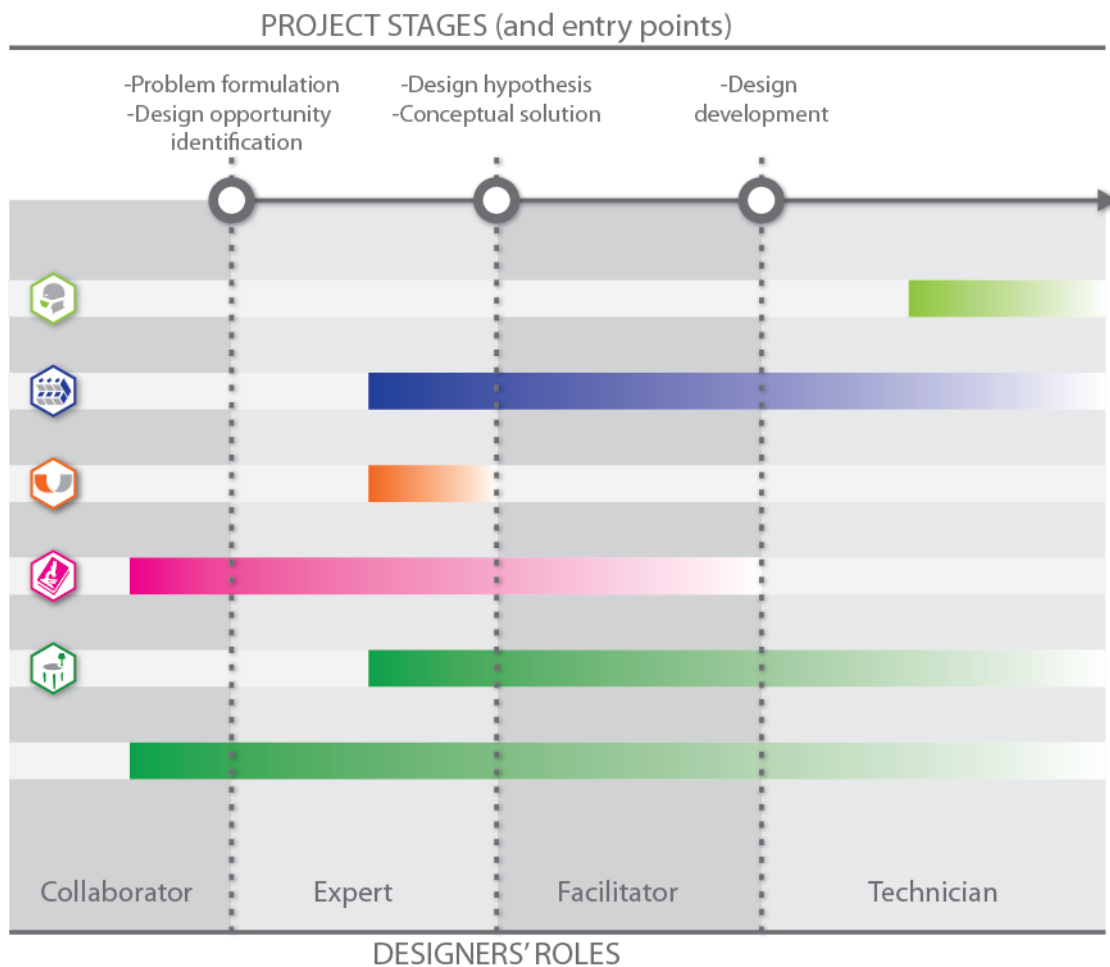 PROJECT STAGES (and entry points)
-Problem formulation
-Design opportunity
identification
-Design hypothesis
-Conceptual solution
-Design
development
Collaborator
Expert
Facilitator
Technician
DESIGNERS' ROLES